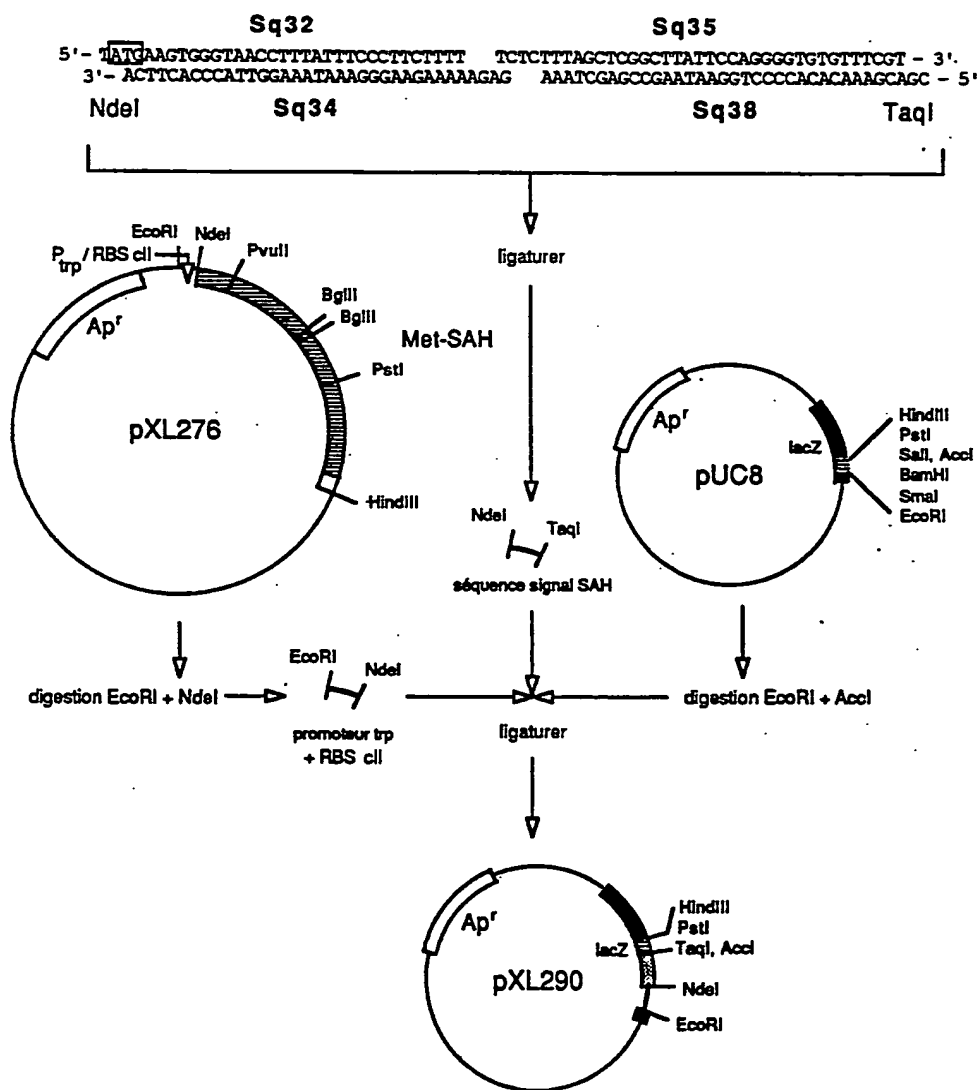 Sq32 Sq35
5'- TATGAAGTGGGTAACCTTTATTTCCCTTCTTTT TCTCTTTAGCTCGGCTTATTCCAGGGGTGTGTTTCGT - 3'.
3'- ACTTCACCCATTGGAAATAAAGGGAAGAAAAAGAG AAATCGAGCCGAATAAGGTCCCCACACAAAGCAGC - 5'
NdeI Sq34 Sq38 TaqI
ligaturer
EcoRI NdeI
Ptrp / RBS cII
PvuII
BglII
BglII
Apr
Met-SAH
PstI
pXL276
HindIII
Apr
lacZ
pUC8
HindIII
PstI
SalI, AccI
BamHI
SmaI
EcoRI
NdeI TaqI
séquence signal SAH
EcoRI NdeI
digestion EcoRI + NdeI
promoteur trp
+ RBS cII
digestion EcoRI + AccI
ligaturer
Apr
lacZ
pXL290
HindIII
PstI
TaqI, AccI
NdeI
EcoRI